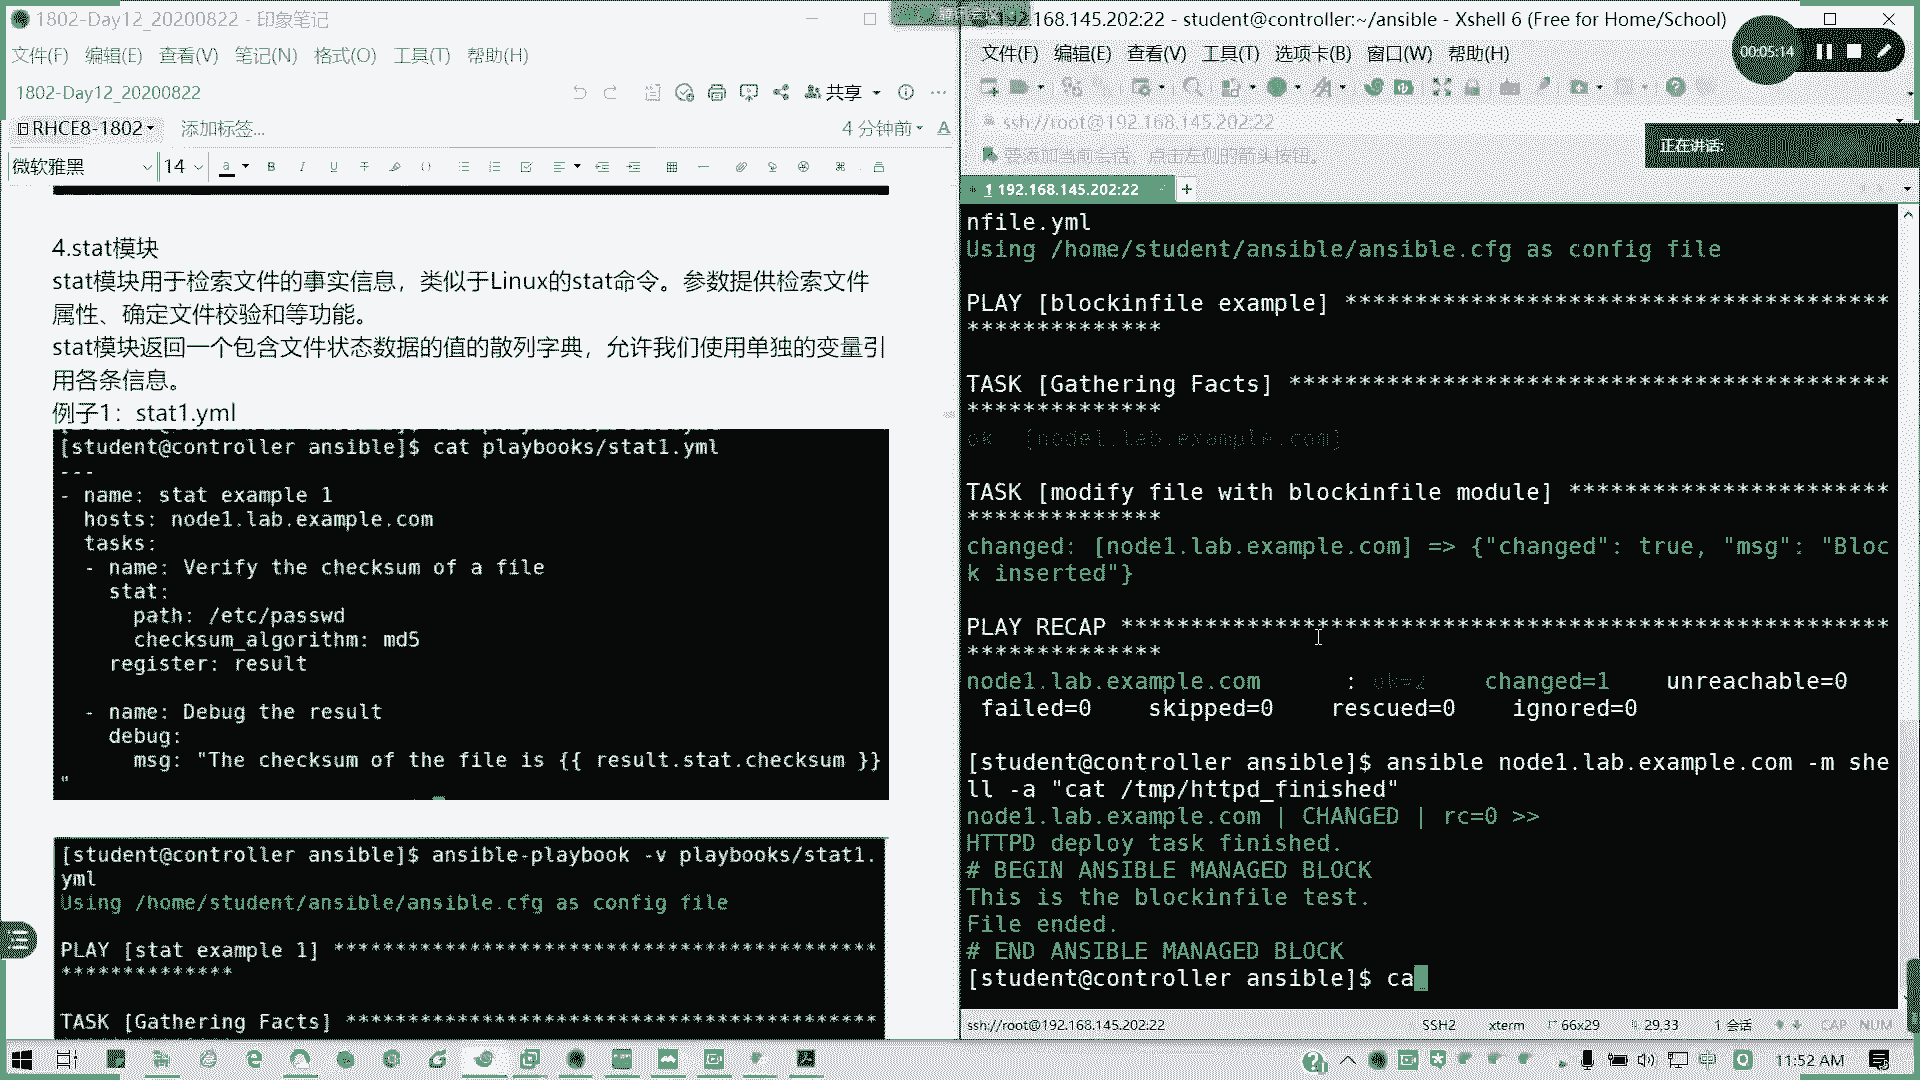 1802-Day12_20200822 - 印象笔记
文件(F) 编辑(E) 查看(V) 笔记(N) 格式(O) 工具(T) 帮助(H)
1802-Day12_20200822
共享
RHCE8-1802
添加标签...
4 分钟前
微软雅黑
14
4.stat模块
stat模块用于检索文件的事实信息，类似于Linux的stat命令。参数提供检索文件
属性、确定文件校验和等功能。
stat模块返回一个包含文件状态数据的值的散列字典，允许我们使用单独的变量引
用各条信息。
例子1：stat1.yml
[student@controller ansible]$ cat playbooks/stat1.yml
---
- name: stat example 1
hosts: node1.lab.example.com
tasks:
- name: Verify the checksum of a file
stat:
path: /etc/passwd
checksum_algorithm: md5
register: result
- name: Debug the result
debug:
msg: "The checksum of the file is {{ result.stat.checksum }}
"
[student@controller ansible]$ ansible-playbook -v playbooks/stat1.
yml
Using /home/student/ansible/ansible.cfg as config file
PLAY [stat example 1] ********************************************
**************
TASK [Gathering Facts] *******************************************
192.168.145.202:22 - student@controller:~/ansible - Xshell 6 (Free for Home/School)
00:05:14
文件(F) 编辑(E) 查看(V) 工具(T) 选项卡(B) 窗口(W) 帮助(H)
ssh://root@192.168.145.202:22
要添加当前会话，点击左侧的箭头按钮。
正在讲话:
1 192.168.145.202:22
nfile.yml
Using /home/student/ansible/ansible.cfg as config file
PLAY [blockinfile example] ***************************************
**************
TASK [Gathering Facts] *******************************************
**************
ok [node1.lab.example.com]
TASK [modify file with blockinfile module] ***********************
**************
changed: [node1.lab.example.com] => {"changed": true, "msg": "Bloc
k inserted"}
PLAY RECAP *******************************************************
**************
node1.lab.example.com : ok=2 changed=1 unreachable=0
failed=0 skipped=0 rescued=0 ignored=0
[student@controller ansible]$ ansible node1.lab.example.com -m she
ll -a "cat /tmp/httpd_finished"
node1.lab.example.com | CHANGED | rc=0 >>
HTTPD deploy task finished.
# BEGIN ANSIBLE MANAGED BLOCK
This is the blockinfile test.
File ended.
# END ANSIBLE MANAGED BLOCK
[student@controller ansible]$ ca
ssh://root@192.168.145.202:22 SSH2 xterm 66x29 29,33 1 会话 CAP NUM
11:52 AM